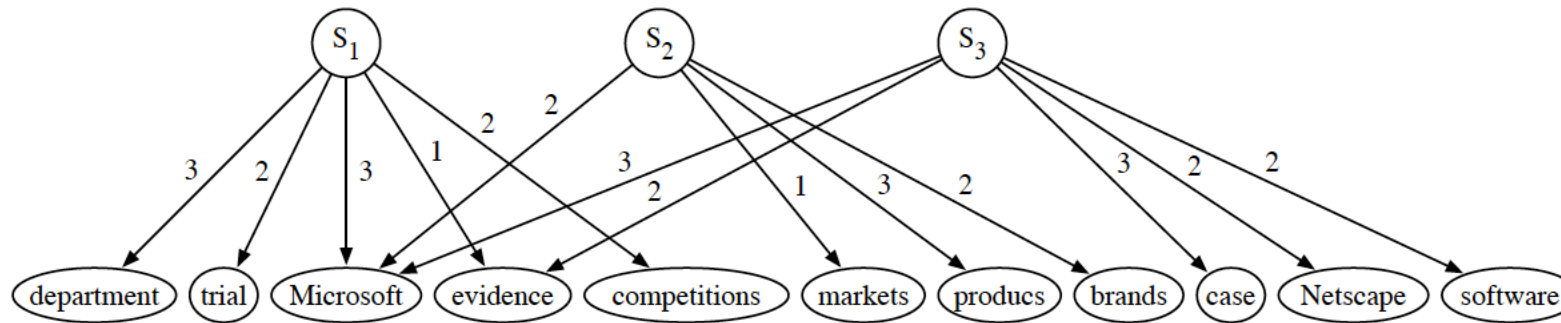 S1 S2 S3
2 2
3 2 3 1 3 2 1 3 2 3 2 2
department trial Microsoft evidence competitions markets producs brands case Netscape software